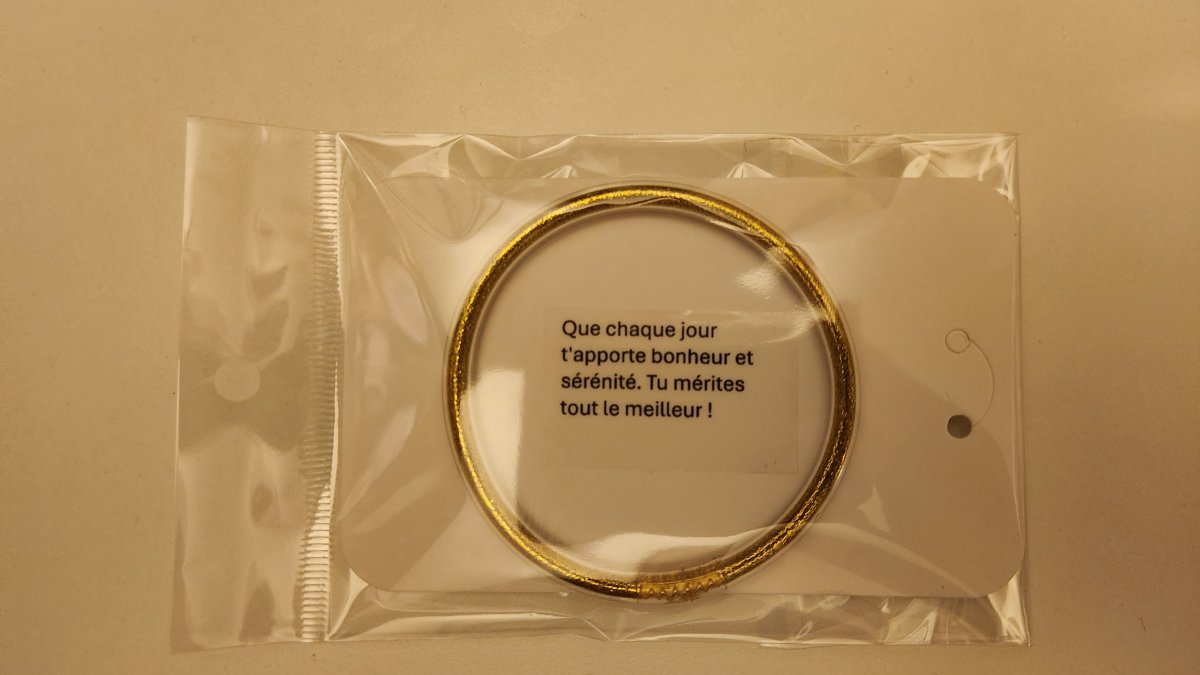 Que chaque jour
t'apporte bonheur et
sérénité. Tu mérites
tout le meilleur !